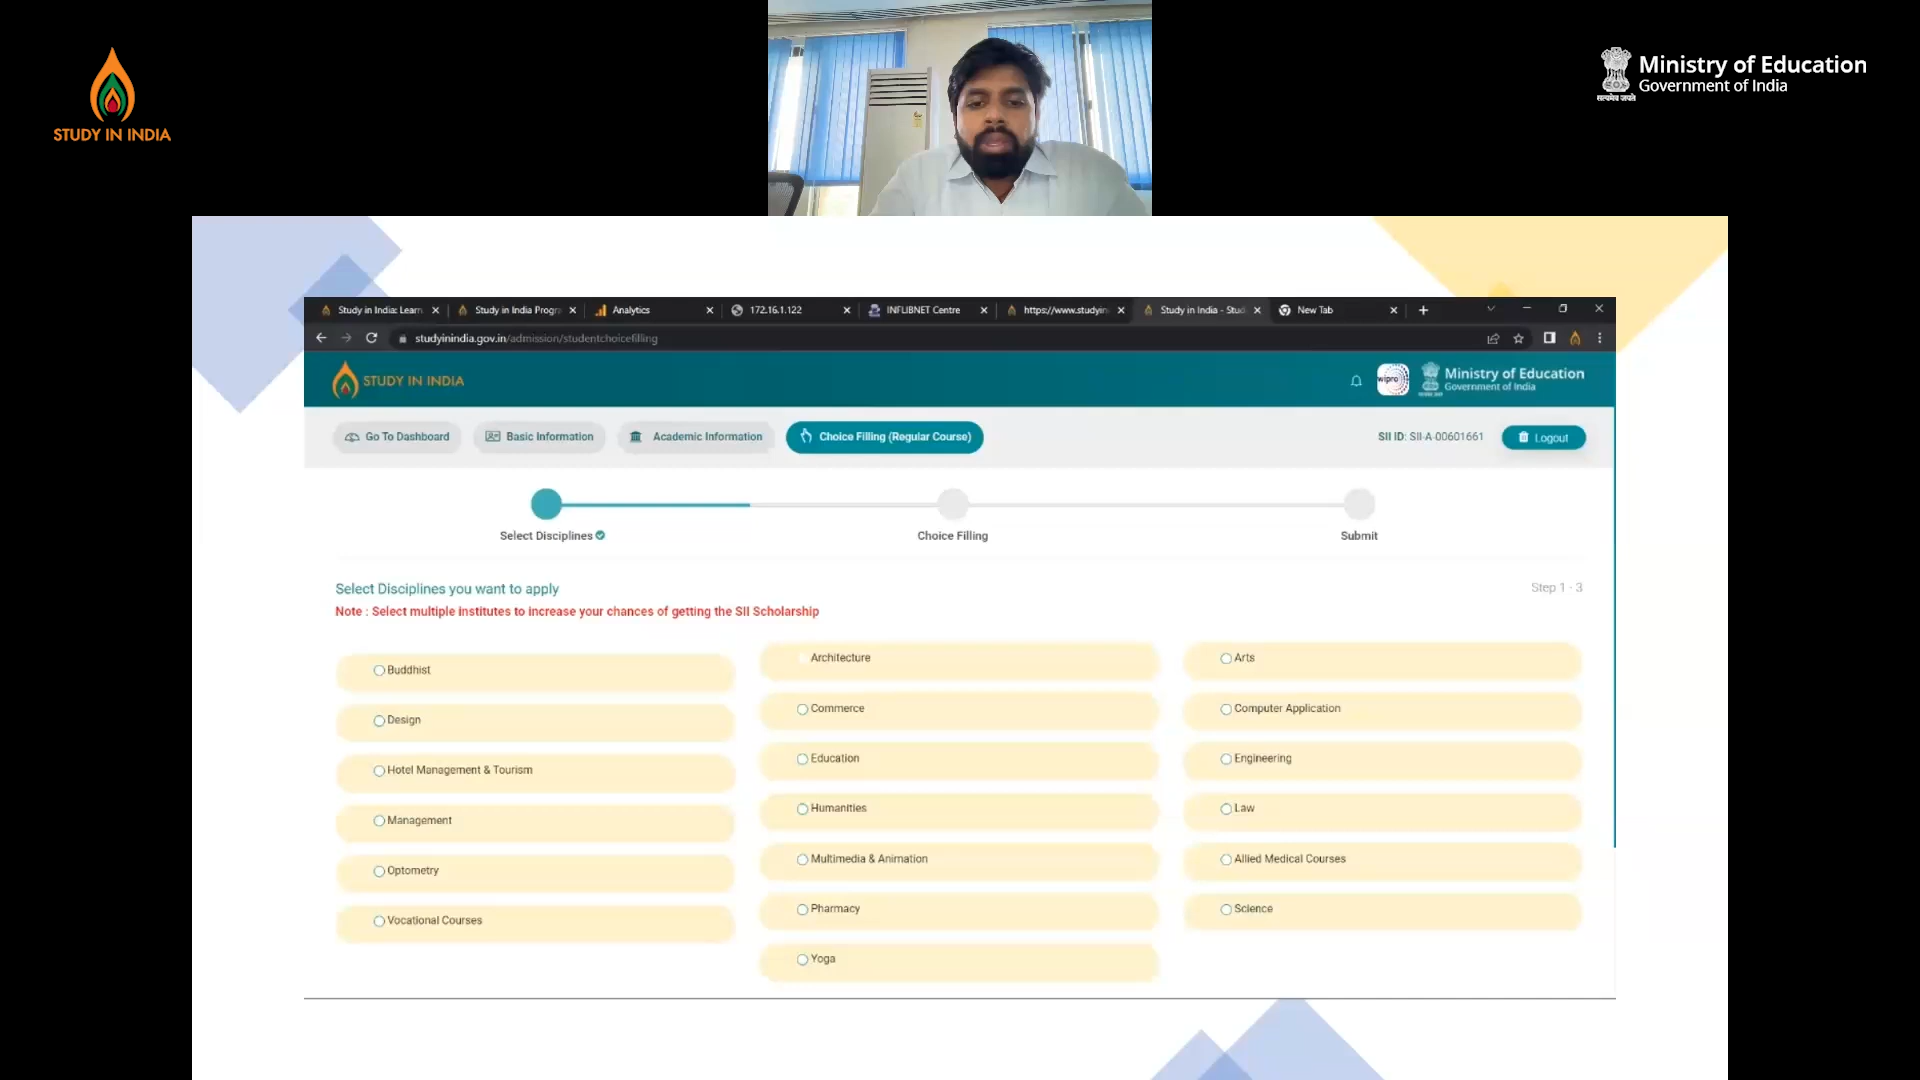 STUDY IN INDIA
Ministry of Education
Government of India
सत्यमेव जयते
Study in India: Learn
Study in India Progr
Analytics
172.16.1.122
INFLIBNET Centre
https://www.studyin
Study in India - Stud
New Tab
studyinindia.gov.in/admission/studentchoicefilling
STUDY IN INDIA
wipro
Ministry of Education
Government of India
Go To Dashboard
Basic Information
Academic Information
Choice Filling (Regular Course)
SII ID: SII-A-00601661
Logout
Select Disciplines
Choice Filling
Submit
Select Disciplines you want to apply
Step 1 - 3
Note : Select multiple institutes to increase your chances of getting the SII Scholarship
Buddhist
Architecture
Arts
Design
Commerce
Computer Application
Hotel Management & Tourism
Education
Engineering
Management
Humanities
Law
Optometry
Multimedia & Animation
Allied Medical Courses
Vocational Courses
Pharmacy
Science
Yoga